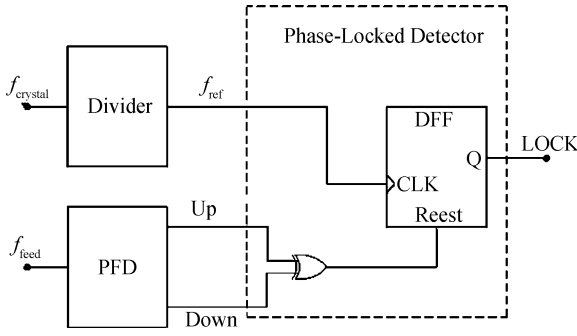 Phase-Locked Detector
f_crystal
Divider
f_ref
DFF
Q
LOCK
CLK
Reest
Up
f_feed
PFD
Down